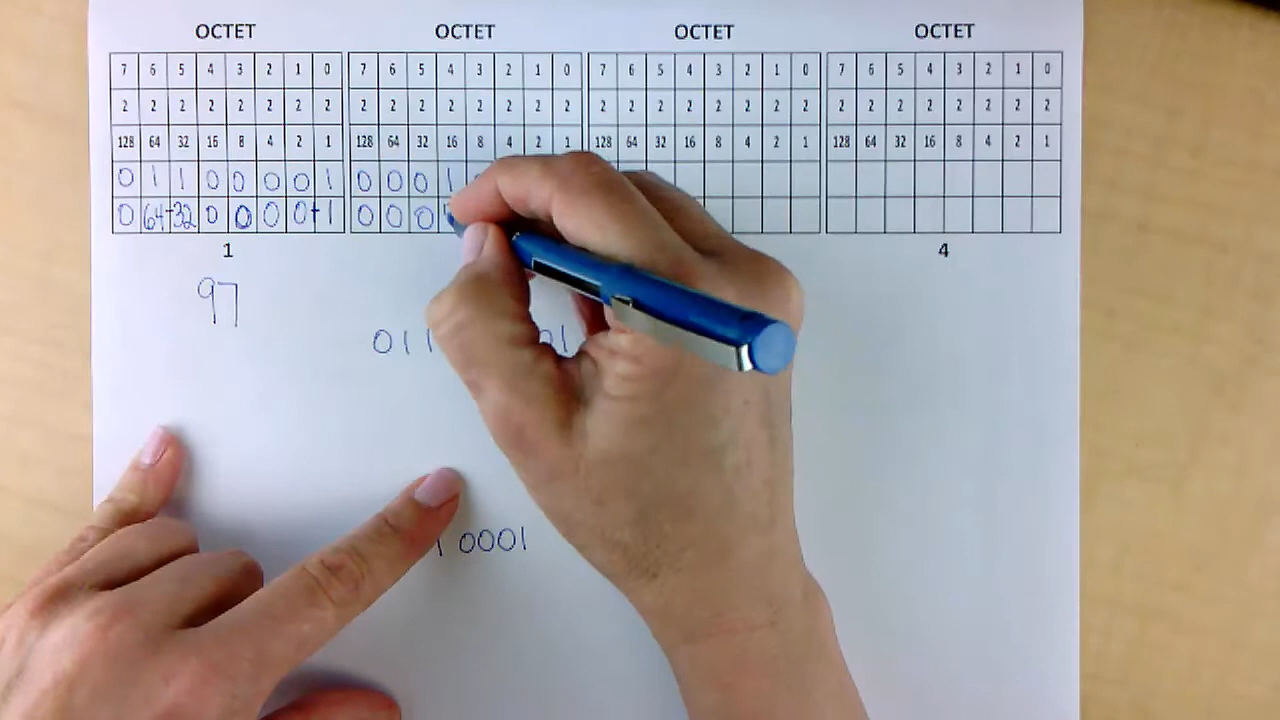 OCTET OCTET OCTET OCTET
7 6 5 4 3 2 1 0 7 6 5 4 3 2 1 0 7 6 5 4 3 2 1 0 7 6 5 4 3 2 1 0
2 2 2 2 2 2 2 2 2 2 2 2 2 2 2 2 2 2 2 2 2 2 2 2 2 2 2 2 2 2 2 2
128 64 32 16 8 4 2 1 128 64 32 16 8 4 2 1 128 64 32 16 8 4 2 1 128 64 32 16 8 4 2 1
0 1 1 0 0 0 0 1 0 0 0 1
0 64+32 0 0 0 0+1 0 0 0
1 4
97
011 01
1 0001